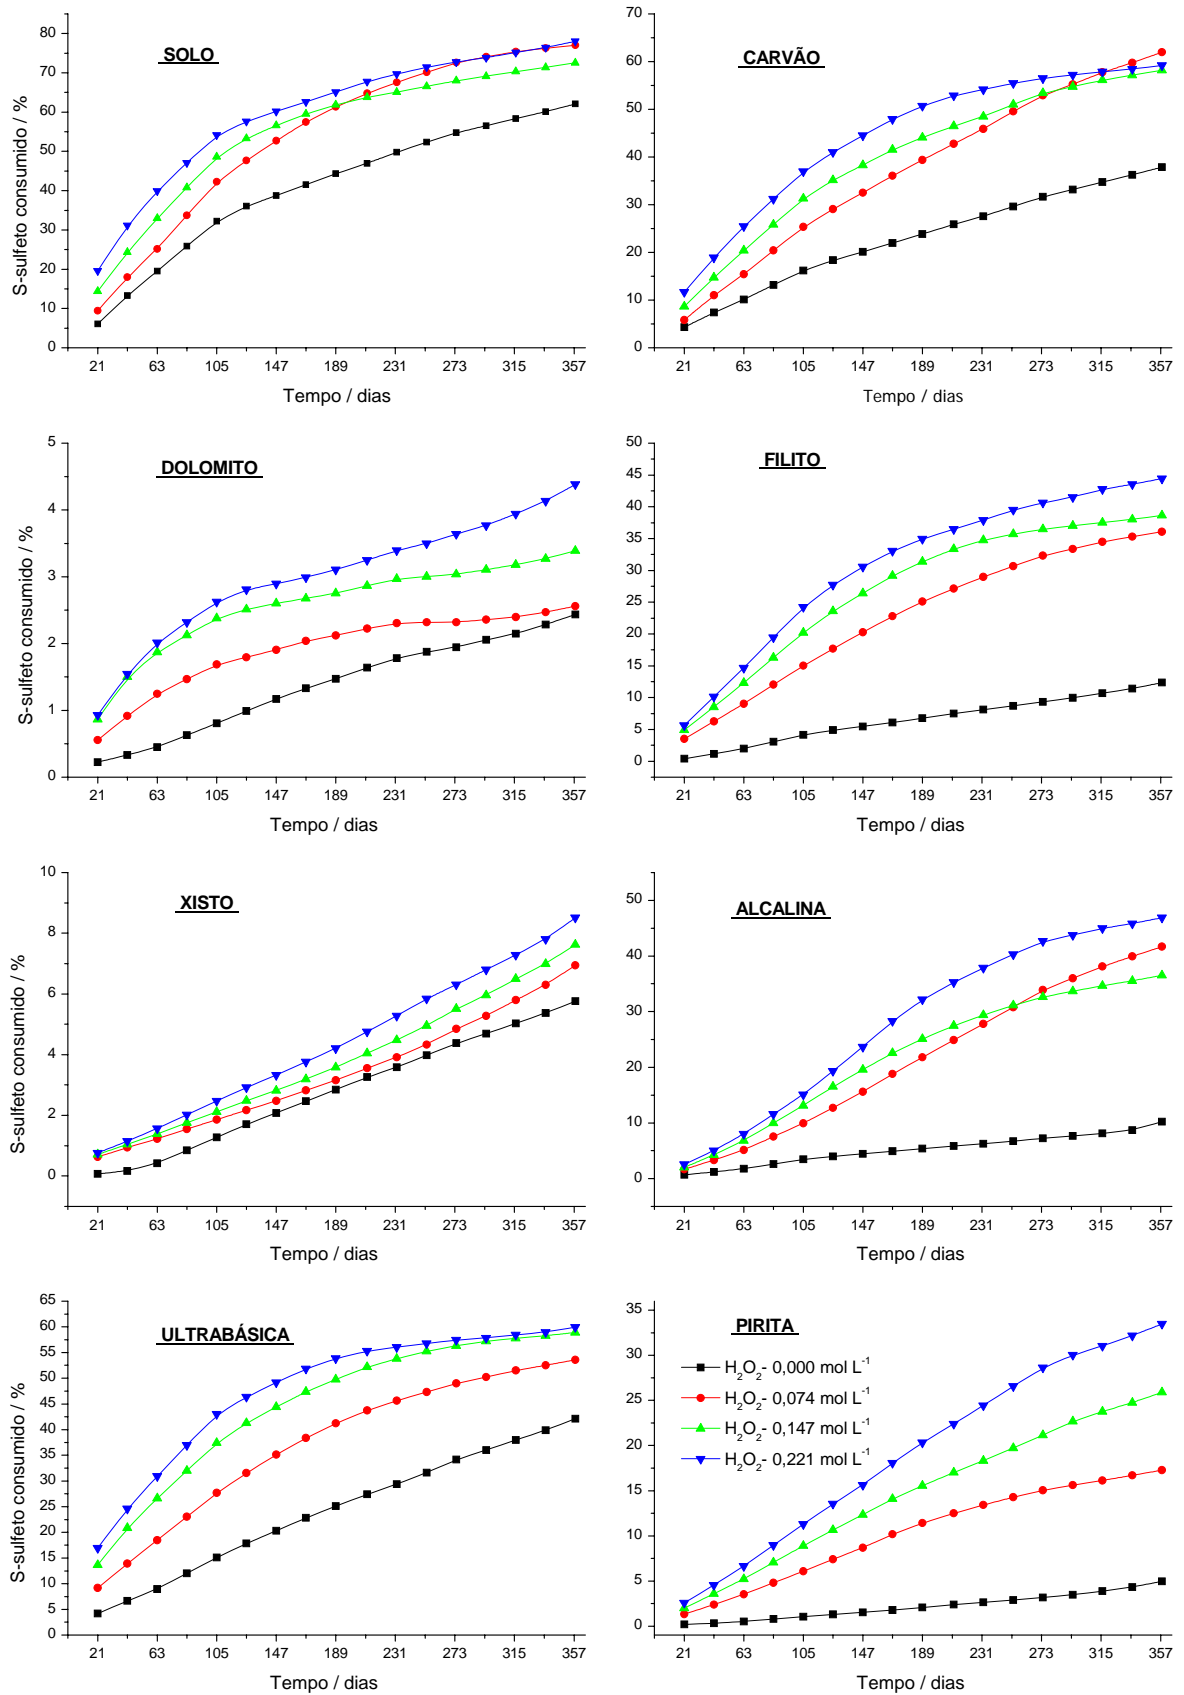 SOLO
S-sulfeto consumido / %
80
70
60
50
40
30
20
10
0
21 63 105 147 189 231 273 315 357
Tempo / dias
CARVÃO
70
60
50
40
30
20
10
0
21 63 105 147 189 231 273 315 357
Tempo / dias
DOLOMITO
S-sulfeto consumido / %
5
4
3
2
1
0
21 63 105 147 189 231 273 315 357
Tempo / dias
FILITO
50
45
40
35
30
25
20
15
10
5
0
21 63 105 147 189 231 273 315 357
Tempo / dias
XISTO
S-sulfeto consumido / %
10
8
6
4
2
0
21 63 105 147 189 231 273 315 357
Tempo / dias
ALCALINA
50
40
30
20
10
0
21 63 105 147 189 231 273 315 357
Tempo / dias
ULTRABÁSICA
S-sulfeto consumido / %
65
60
55
50
45
40
35
30
25
20
15
10
5
0
21 63 105 147 189 231 273 315 357
Tempo / dias
PIRITA
35
30
25
20
15
10
5
0
H₂O₂- 0,000 mol L⁻¹
H₂O₂- 0,074 mol L⁻¹
H₂O₂- 0,147 mol L⁻¹
H₂O₂- 0,221 mol L⁻¹
21 63 105 147 189 231 273 315 357
Tempo / dias